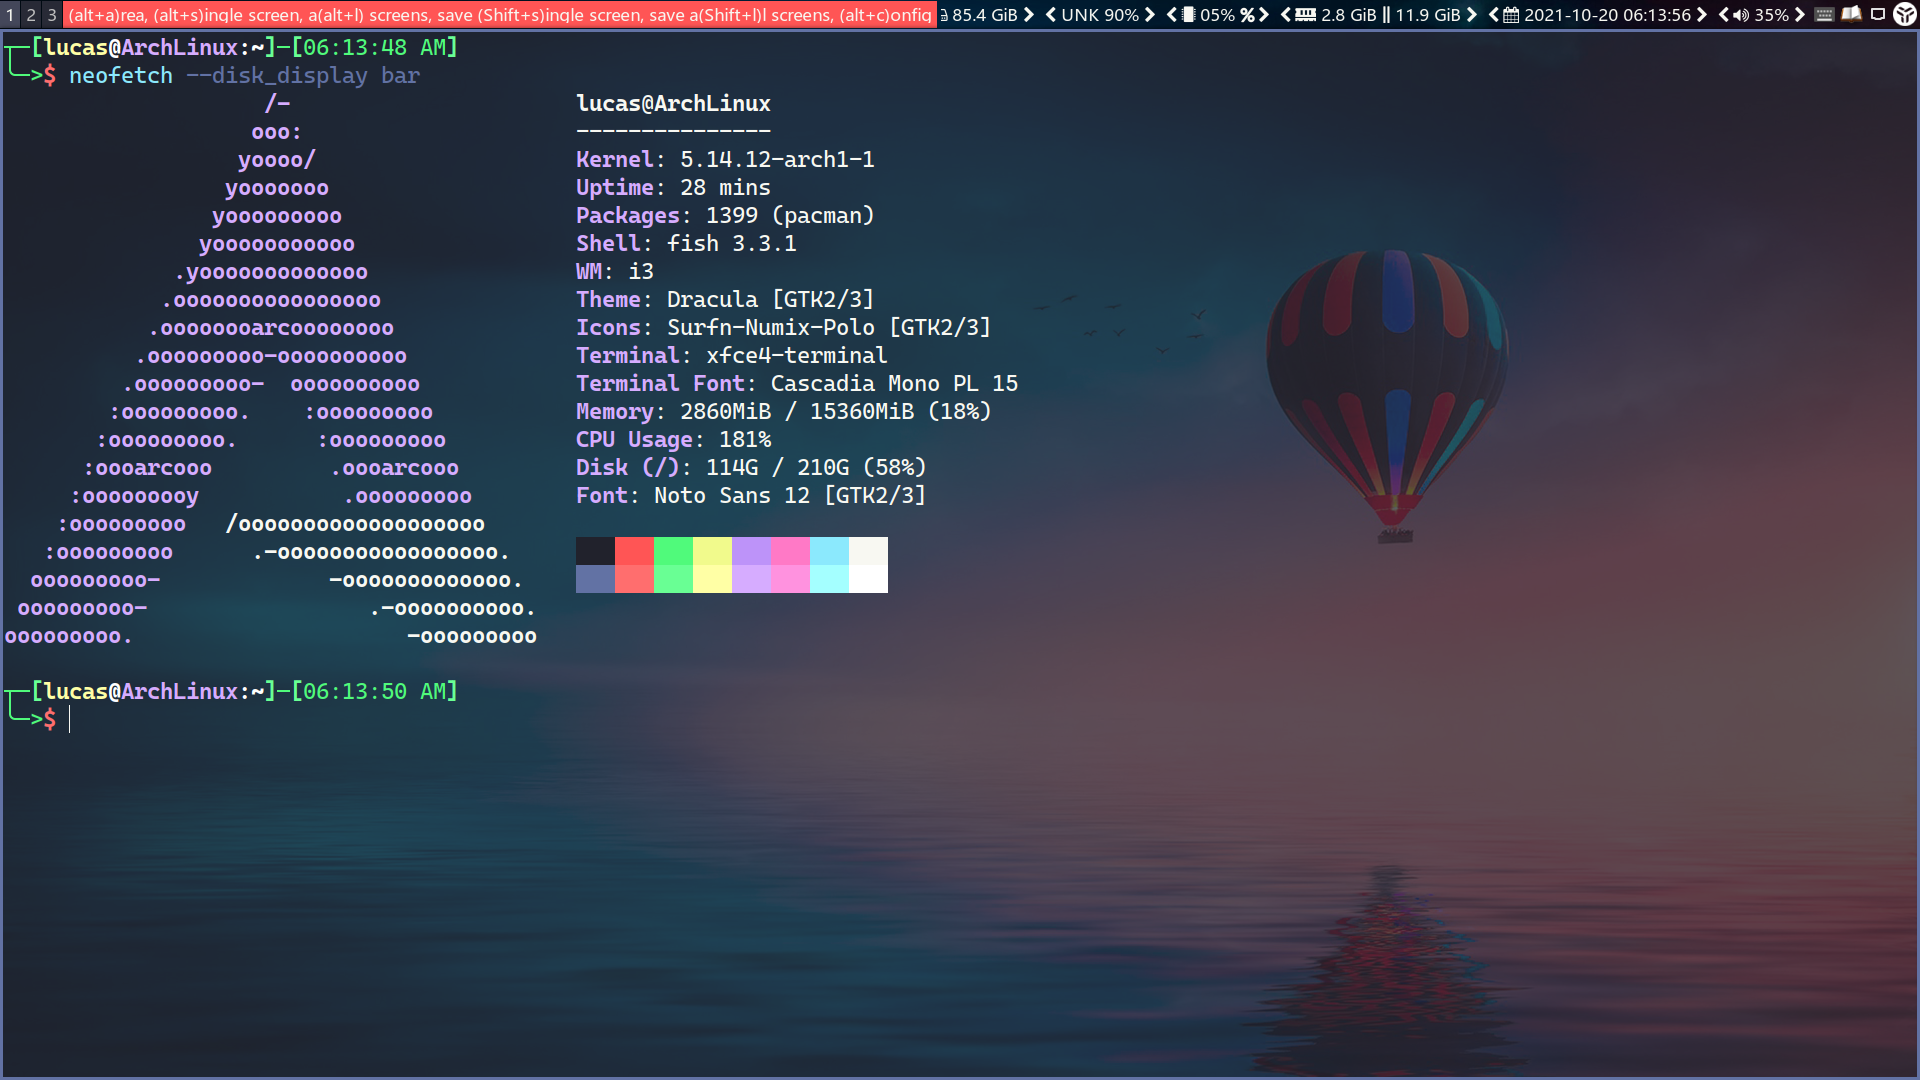 1 2 3 (alt+a)rea, (alt+s)ingle screen, a(alt+l) screens, save (Shift+s)ingle screen, save a(Shift+l)l screens, (alt+c)onfig 85.4 GiB UNK 90% 05% % 2.8 GiB || 11.9 GiB 2021-10-20 06:13:56 35%
[lucas@ArchLinux:~]-[06:13:48 AM]
>$ neofetch --disk_display bar
/-
ooo:
yoooo/
yooooooo
yooooooooo
yooooooooooo
.yooooooooooooo
.oooooooooooooooo
.oooooooarcoooooooo
.ooooooooo-oooooooooo
.ooooooooo-  oooooooooo
:ooooooooo.    :ooooooooo
:ooooooooo.      :ooooooooo
:oooarcooo         .oooarcooo
:ooooooooy           .ooooooooo
:ooooooooo   /ooooooooooooooooooo
:ooooooooo      .-ooooooooooooooooo.
ooooooooo-             -ooooooooooooo.
ooooooooo-                 .-oooooooooo.
ooooooooo.                     -ooooooooo
lucas@ArchLinux
---------------
Kernel: 5.14.12-arch1-1
Uptime: 28 mins
Packages: 1399 (pacman)
Shell: fish 3.3.1
WM: i3
Theme: Dracula [GTK2/3]
Icons: Surfn-Numix-Polo [GTK2/3]
Terminal: xfce4-terminal
Terminal Font: Cascadia Mono PL 15
Memory: 2860MiB / 15360MiB (18%)
CPU Usage: 181%
Disk (/): 114G / 210G (58%)
Font: Noto Sans 12 [GTK2/3]
[lucas@ArchLinux:~]-[06:13:50 AM]
>$